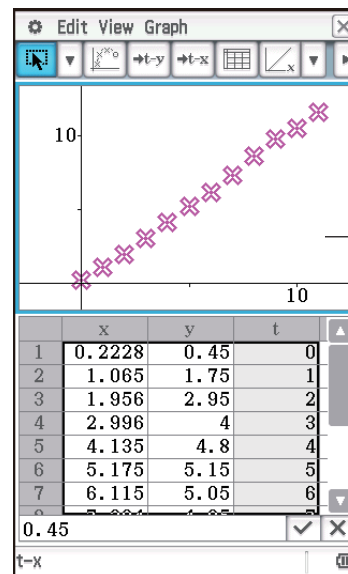 Edit View Graph
→t-y →t-x x
10
10
x y t
1 0.2228 0.45 0
2 1.065 1.75 1
3 1.956 2.95 2
4 2.996 4 3
5 4.135 4.8 4
6 5.175 5.15 5
7 6.115 5.05 6
0.45
t-x